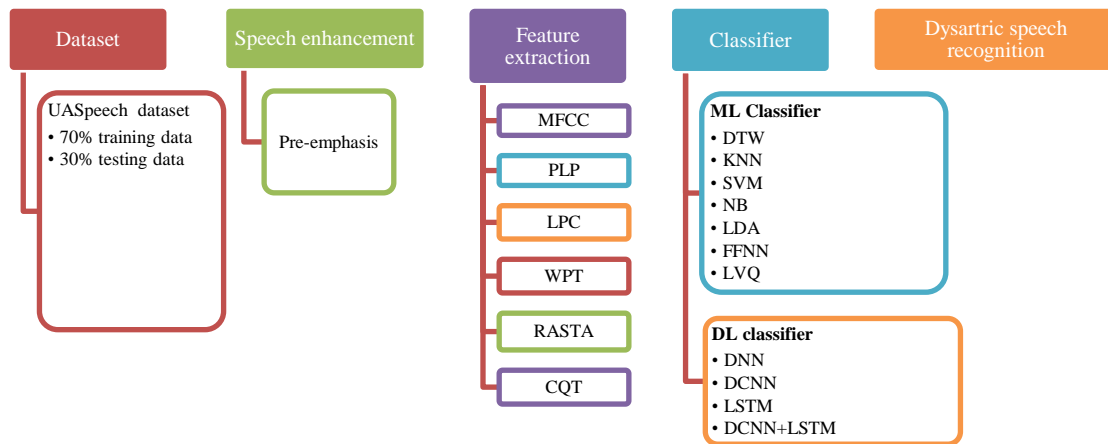 Dataset
UASpeech dataset
• 70% training data
• 30% testing data
Speech enhancement
Pre-emphasis
Feature
extraction
MFCC
PLP
LPC
WPT
RASTA
CQT
Classifier
ML Classifier
• DTW
• KNN
• SVM
• NB
• LDA
• FFNN
• LVQ
DL classifier
• DNN
• DCNN
• LSTM
• DCNN+LSTM
Dysartric speech
recognition